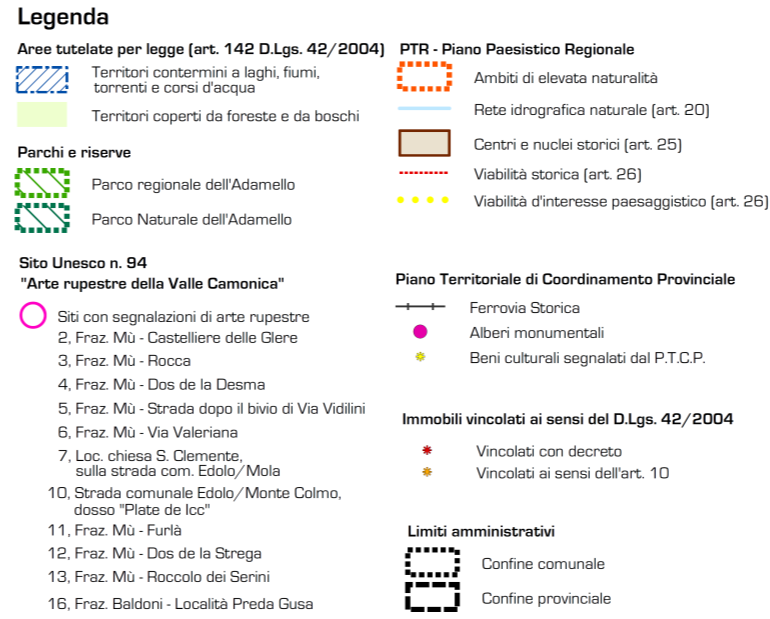 Legenda
Aree tutelate per legge (art. 142 D.Lgs. 42/2004)
Territori contermini a laghi, fiumi,
torrenti e corsi d'acqua
Territori coperti da foreste e da boschi
Parchi e riserve
Parco regionale dell'Adamello
Parco Naturale dell'Adamello
Sito Unesco n. 94
"Arte rupestre della Valle Camonica"
Siti con segnalazioni di arte rupestre
2, Fraz. Mù - Castelliere delle Glere
3, Fraz. Mù - Rocca
4, Fraz. Mù - Dos de la Desma
5, Fraz. Mù - Strada dopo il bivio di Via Vidilini
6, Fraz. Mù - Via Valeriana
7, Loc. chiesa S. Clemente,
sulla strada com. Edolo/Mola
10, Strada comunale Edolo/Monte Colmo,
dosso "Plate de Icc"
11, Fraz. Mù - Furlà
12, Fraz. Mù - Dos de la Strega
13, Fraz. Mù - Roccolo dei Serini
16, Fraz. Baldoni - Località Preda Gusa
PTR - Piano Paesistico Regionale
Ambiti di elevata naturalità
Rete idrografica naturale (art. 20)
Centri e nuclei storici (art. 25)
Viabilità storica (art. 26)
Viabilità d'interesse paesaggistico (art. 26)
Piano Territoriale di Coordinamento Provinciale
Ferrovia Storica
Alberi monumentali
Beni culturali segnalati dal P.T.C.P.
Immobili vincolati ai sensi del D.Lgs. 42/2004
Vincolati con decreto
Vincolati ai sensi dell'art. 10
Limiti amministrativi
Confine comunale
Confine provinciale